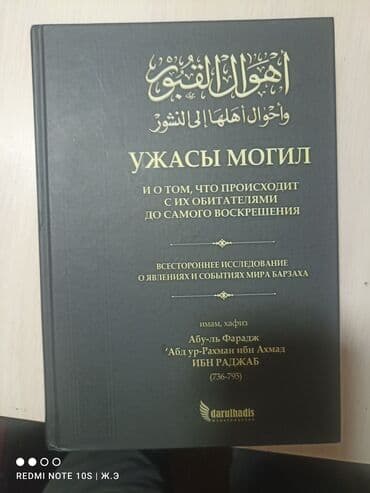 أهوال القبور
وأحوال أهلها إلى النشور
УЖАСЫ МОГИЛ
И О ТОМ, ЧТО ПРОИСХОДИТ
С ИХ ОБИТАТЕЛЯМИ
ДО САМОГО ВОСКРЕШЕНИЯ
ВСЕСТОРОННЕЕ ИССЛЕДОВАНИЕ
О ЯВЛЕНИЯХ И СОБЫТИЯХ МИРА БАРЗАХА
имам, хафиз
Абу-ль Фарадж
‘Абд ур-Рахман ибн Ахмад
ИБН РАДЖАБ
(736-795)
darulhadis
REDMI NOTE 10S | Ж.Э